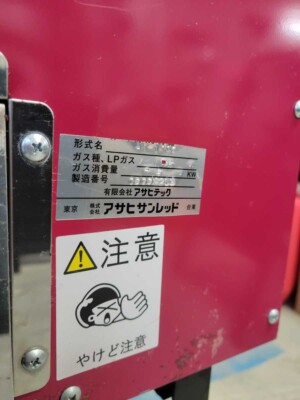 形式名
ガス種、LPガス
ガス消費量 KW
製造番号
有限会社アサヒテック
東京 株式会社 アサヒサンレッド 台東
注意
やけど注意